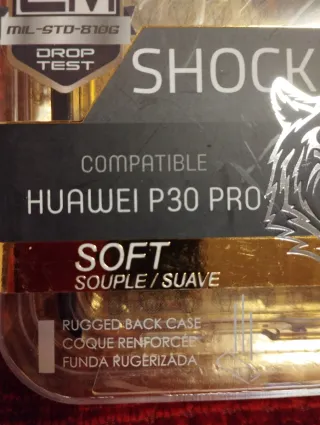 MIL-STD-810G
DROP
TEST
SHOCK
COMPATIBLE
HUAWEI P30 PRO
SOFT
SOUPLE / SUAVE
RUGGED BACK CASE
COQUE RENFORCÉE
FUNDA RUGERIZADA